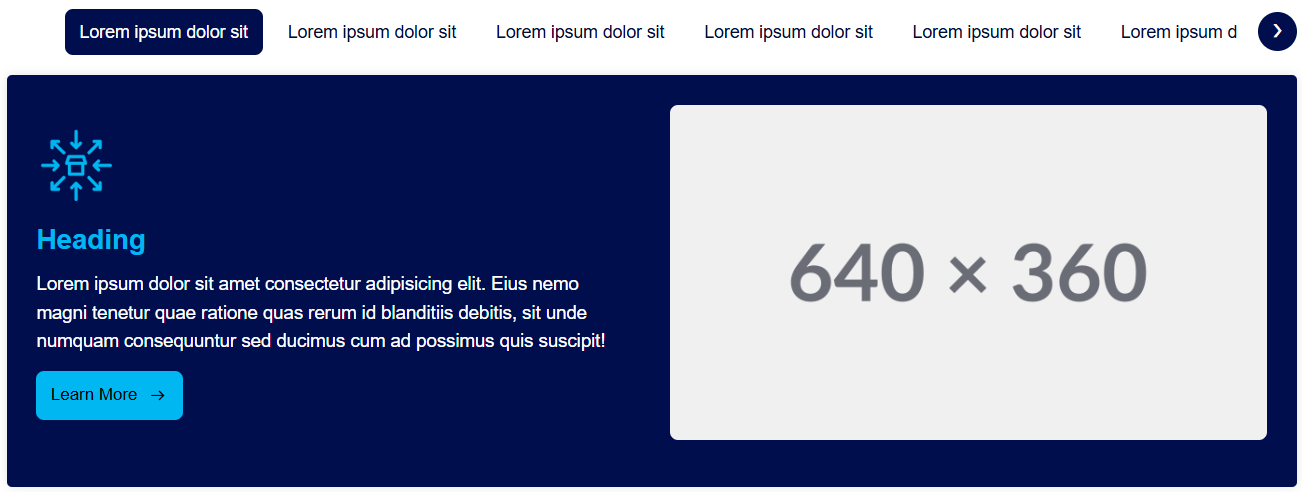 Lorem ipsum dolor sit
Lorem ipsum dolor sit
Lorem ipsum dolor sit
Lorem ipsum dolor sit
Lorem ipsum dolor sit
Lorem ipsum d
Heading
Lorem ipsum dolor sit amet consectetur adipisicing elit. Eius nemo
magni tenetur quae ratione quas rerum id blanditiis debitis, sit unde
numquam consequuntur sed ducimus cum ad possimus quis suscipit!
Learn More
640 × 360